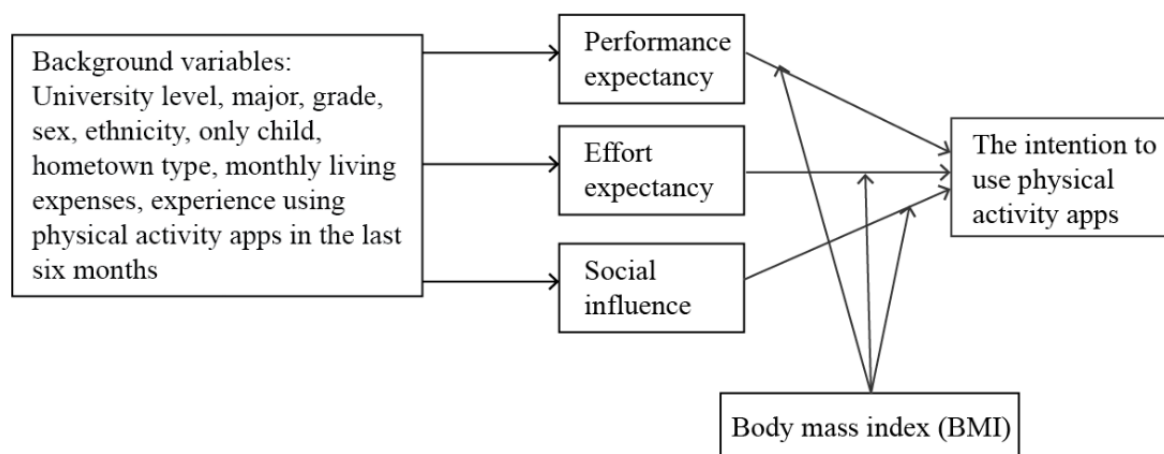 Background variables:
University level, major, grade,
sex, ethnicity, only child,
hometown type, monthly living
expenses, experience using
physical activity apps in the last
six months
Performance
expectancy
Effort
expectancy
Social
influence
The intention to
use physical
activity apps
Body mass index (BMI)